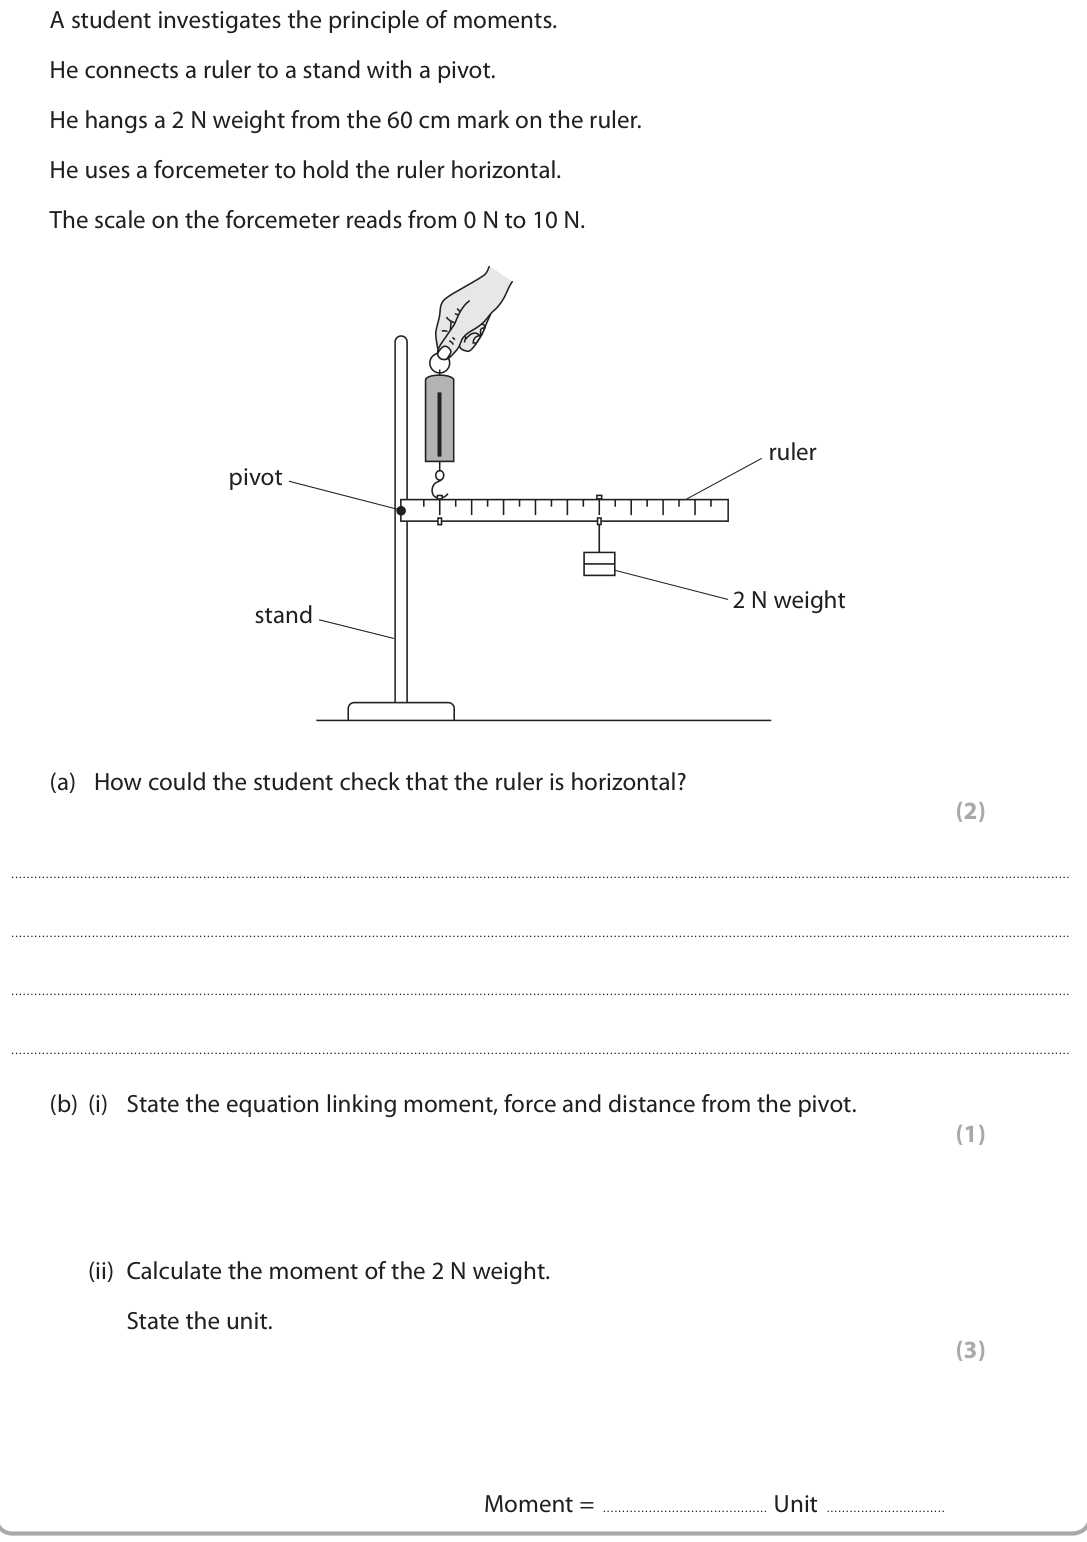 A student investigates the principle of moments.
He connects a ruler to a stand with a pivot.
He hangs a 2 N weight from the 60 cm mark on the ruler.
He uses a forcemeter to hold the ruler horizontal.
The scale on the forcemeter reads from 0 N to 10 N.
ruler
pivot
2 N weight
stand
(a) How could the student check that the ruler is horizontal?
(2)
(b) (i) State the equation linking moment, force and distance from the pivot.
(1)
(ii) Calculate the moment of the 2 N weight.
State the unit.
(3)
Moment = ............................................ Unit ................................